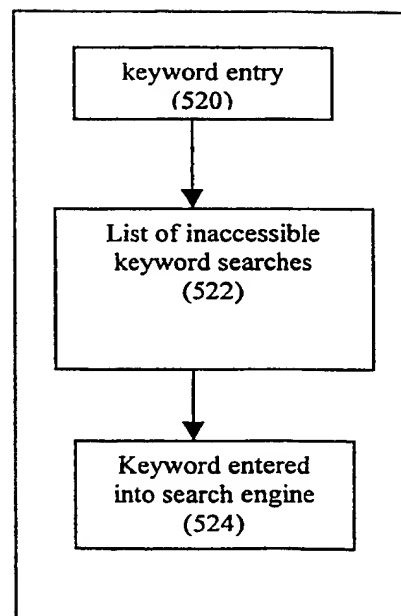 keyword entry
(520)
List of inaccessible
keyword searches
(522)
Keyword entered
into search engine
(524)